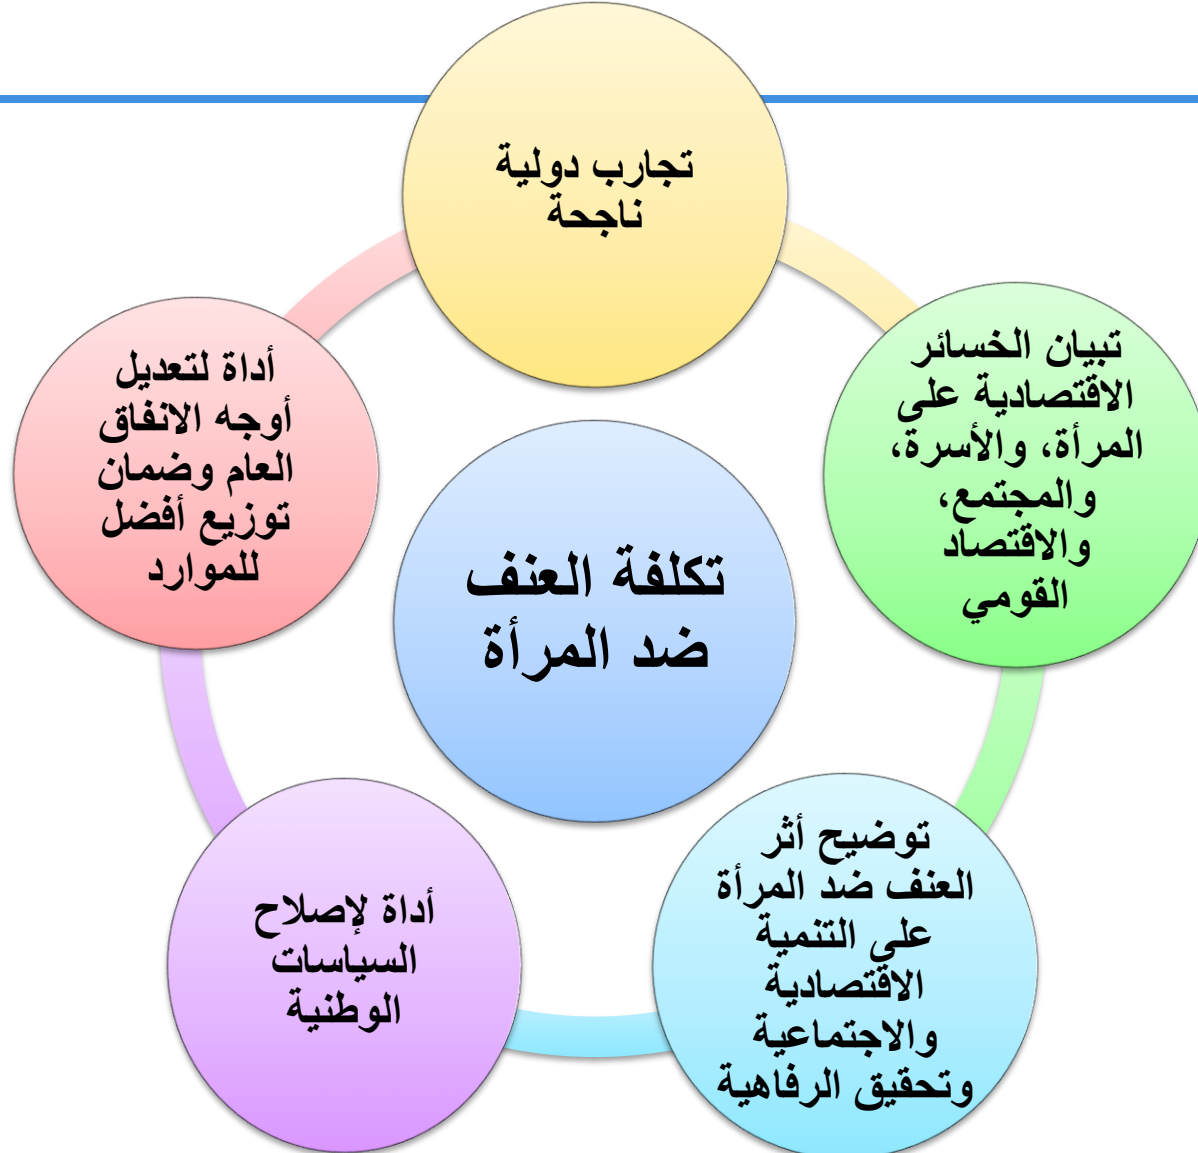 تجارب دولية
ناجحة
تبيان الخسائر
الاقتصادية على
المرأة، والأسرة،
والمجتمع،
والاقتصاد
القومي
توضيح أثر
العنف ضد المرأة
على التنمية
الاقتصادية
والاجتماعية
وتحقيق الرفاهية
أداة لإصلاح
السياسات
الوطنية
أداة لتعديل
أوجه الانفاق
العام وضمان
توزيع أفضل
للموارد
تكلفة العنف
ضد المرأة